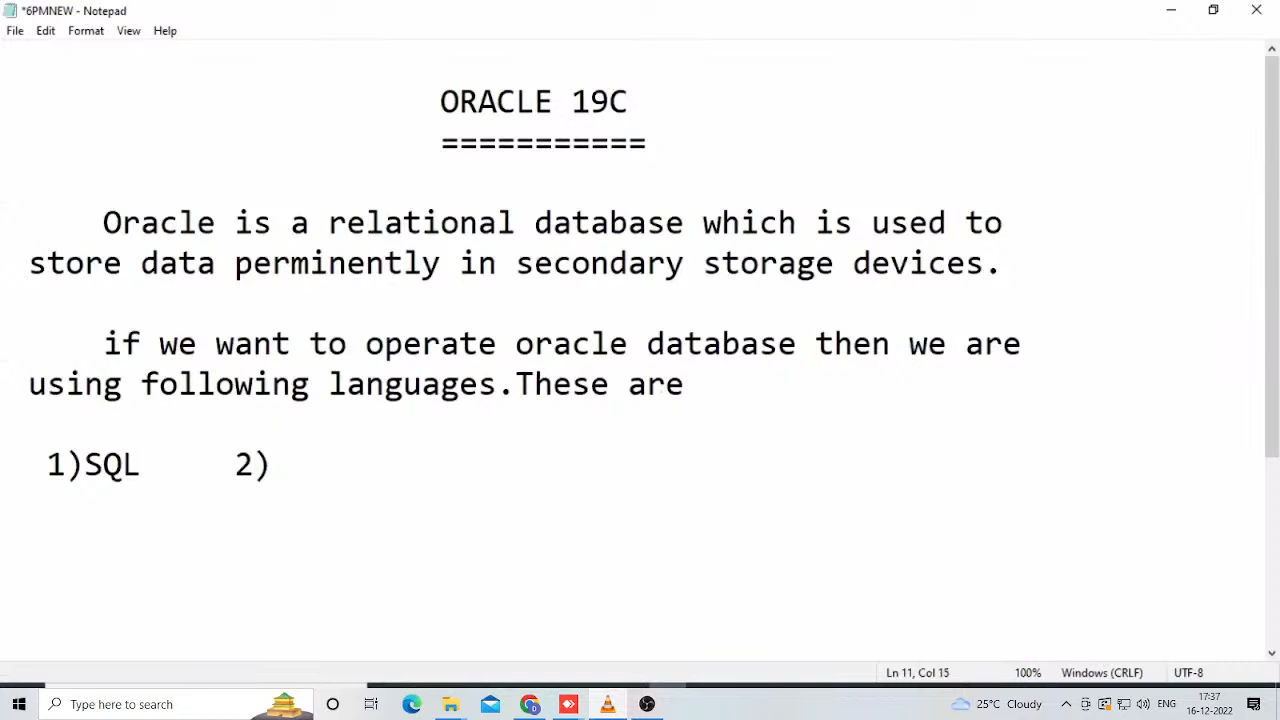 *6PMNEW - Notepad
File Edit Format View Help
ORACLE 19C
===========
Oracle is a relational database which is used to
store data perminently in secondary storage devices.
if we want to operate oracle database then we are
using following languages.These are
1)SQL 2)
Ln 11, Col 15 100% Windows (CRLF) UTF-8
Type here to search 25°C Cloudy ENG 17:37
16-12-2022